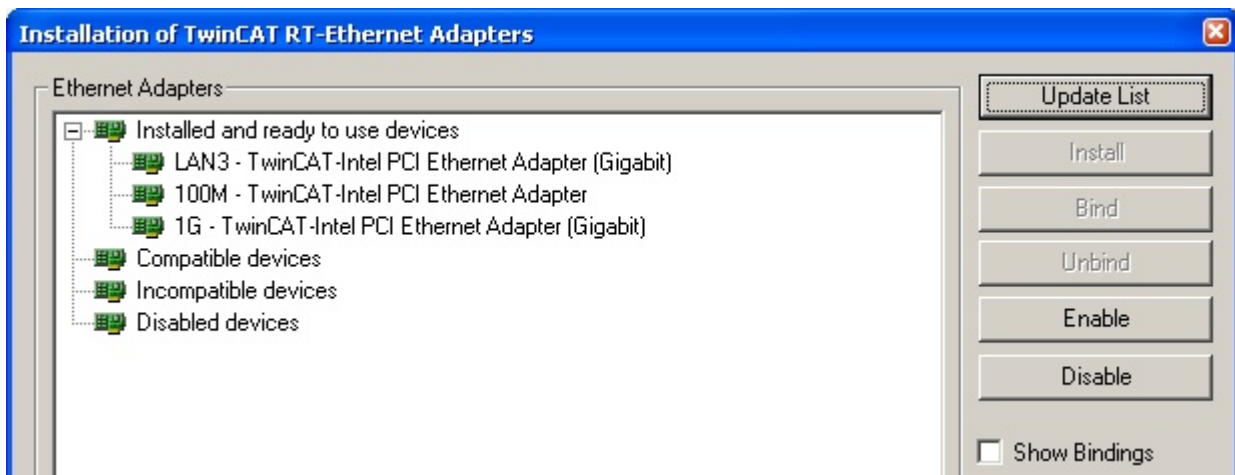 Installation of TwinCAT RT-Ethernet Adapters
Ethernet Adapters
Installed and ready to use devices
LAN3 - TwinCAT-Intel PCI Ethernet Adapter (Gigabit)
100M - TwinCAT-Intel PCI Ethernet Adapter
1G - TwinCAT-Intel PCI Ethernet Adapter (Gigabit)
Compatible devices
Incompatible devices
Disabled devices
Update List
Install
Bind
Unbind
Enable
Disable
Show Bindings